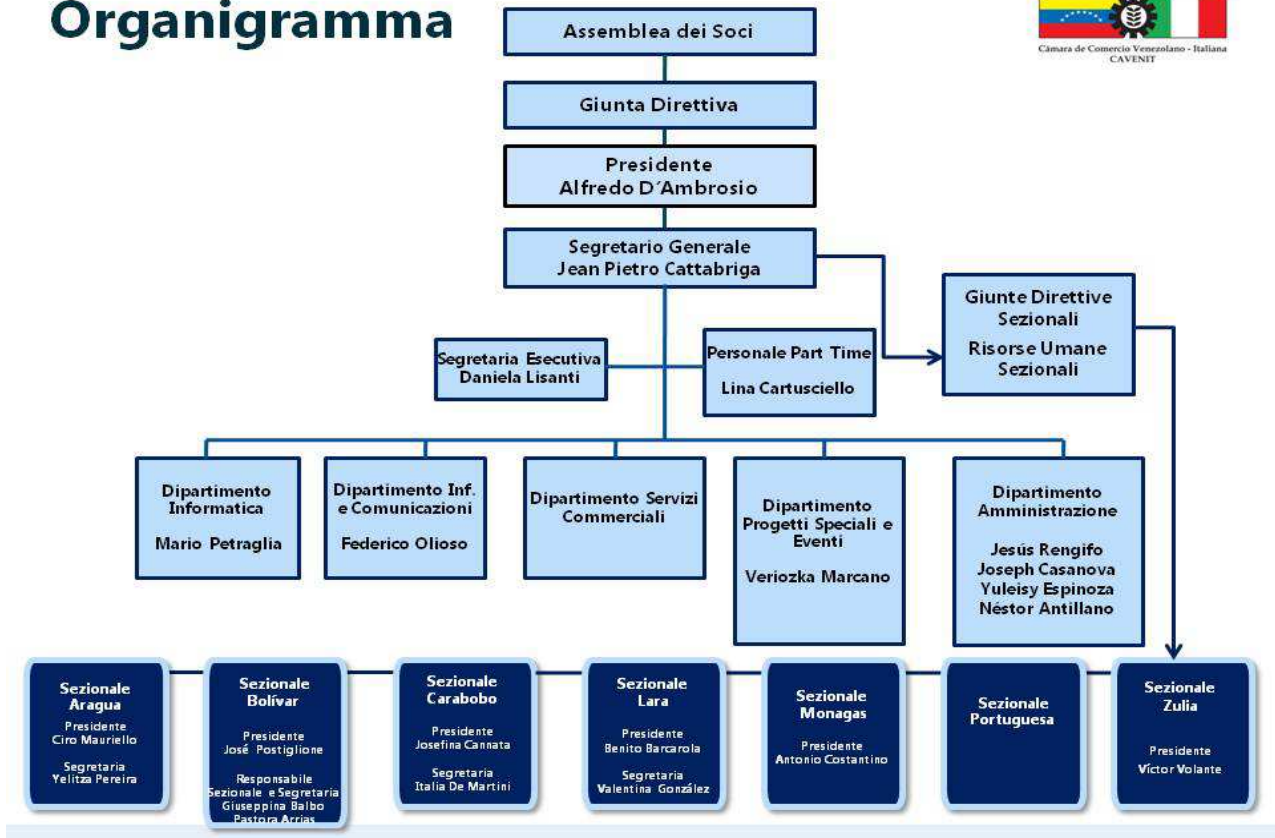 Organigramma
Cámara de Comercio Venezolano - Italiana
CAVENIT
Assemblea dei Soci
Giunta Direttiva
Presidente
Alfredo D´Ambrosio
Segretario Generale
Jean Pietro Cattabriga
Giunte Direttive
Sezionali
Risorse Umane
Sezionali
Segretaria Esecutiva
Daniela Lisanti
Personale Part Time
Lina Cartusciello
Dipartimento
Informatica
Mario Petraglia
Dipartimento Inf.
e Comunicazioni
Federico Olioso
Dipartimento Servizi
Commerciali
Dipartimento
Progetti Speciali e
Eventi
Veriozka Marcano
Dipartimento
Amministrazione
Jesús Rengifo
Joseph Casanova
Yuleisy Espinoza
Néstor Antillano
Sezionale
Aragua
Presidente
Ciro Mauriello
Segretaria
Yelitza Pereira
Sezionale
Bolívar
Presidente
José Postiglione
Responsabile
Sezionale e Segretaria
Giuseppina Balbo
Pastora Arrias
Sezionale
Carabobo
Presidente
Josefina Cannata
Segretaria
Italia De Martini
Sezionale
Lara
Presidente
Benito Barcarola
Segretaria
Valentina González
Sezionale
Monagas
Presidente
Antonio Costantino
Sezionale
Portuguesa
Sezionale
Zulia
Presidente
Víctor Volante